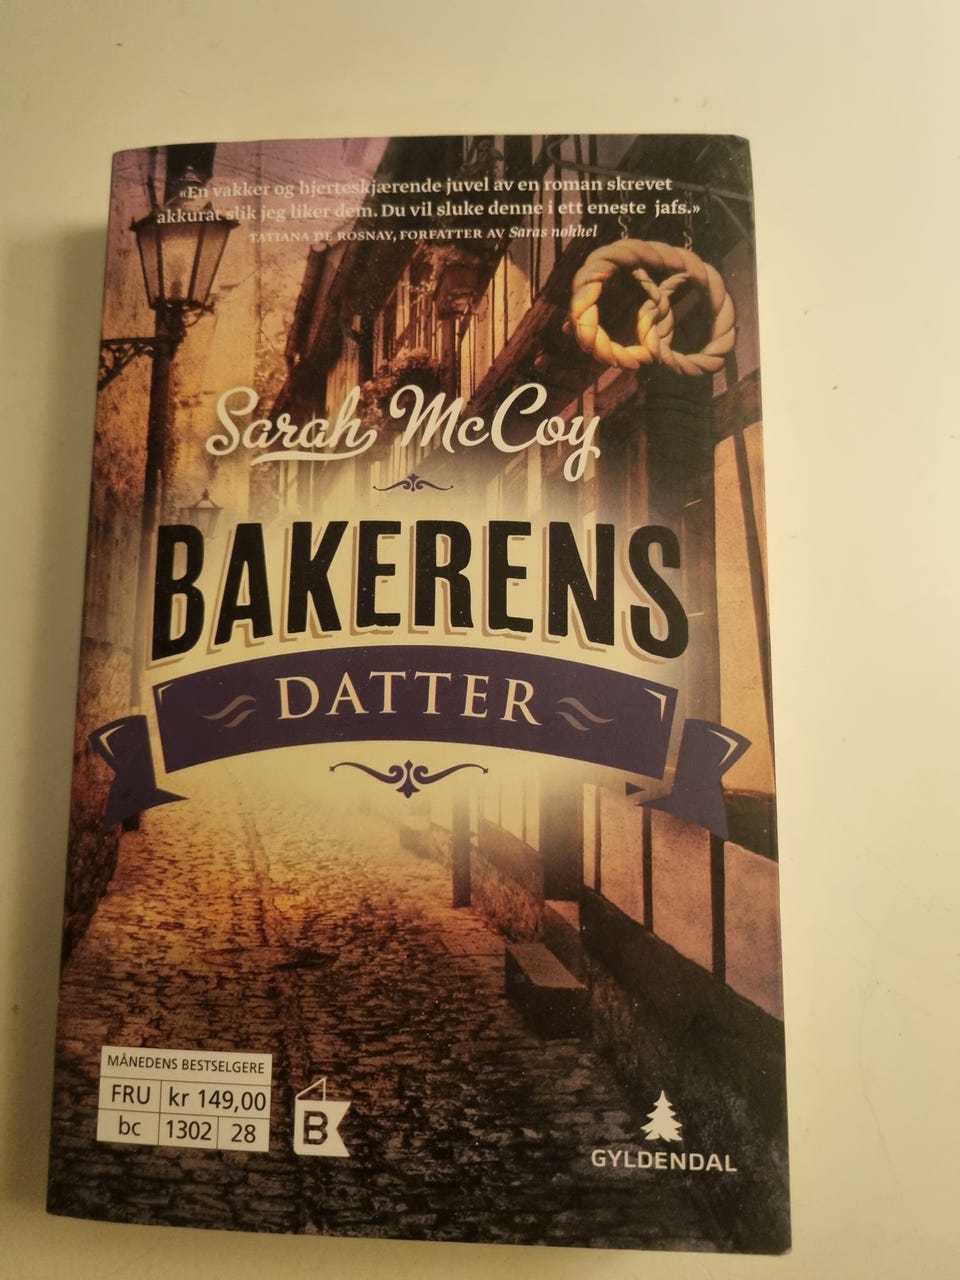 «En vakker og hjerteskjærende juvel av en roman skrevet
akkurat slik jeg liker dem. Du vil sluke denne i ett eneste jafs.»
TATIANA DE ROSNAY, FORFATTER AV Saras nøkkel
Sarah McCoy
BAKERENS
DATTER
MÅNEDENS BESTSELGERE
FRU kr 149,00
bc 1302 28
B
GYLDENDAL